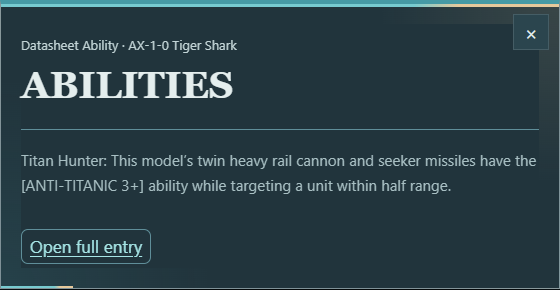 Datasheet Ability · AX-1-0 Tiger Shark
×
ABILITIES
Titan Hunter: This model’s twin heavy rail cannon and seeker missiles have the
[ANTI-TITANIC 3+] ability while targeting a unit within half range.
Open full entry